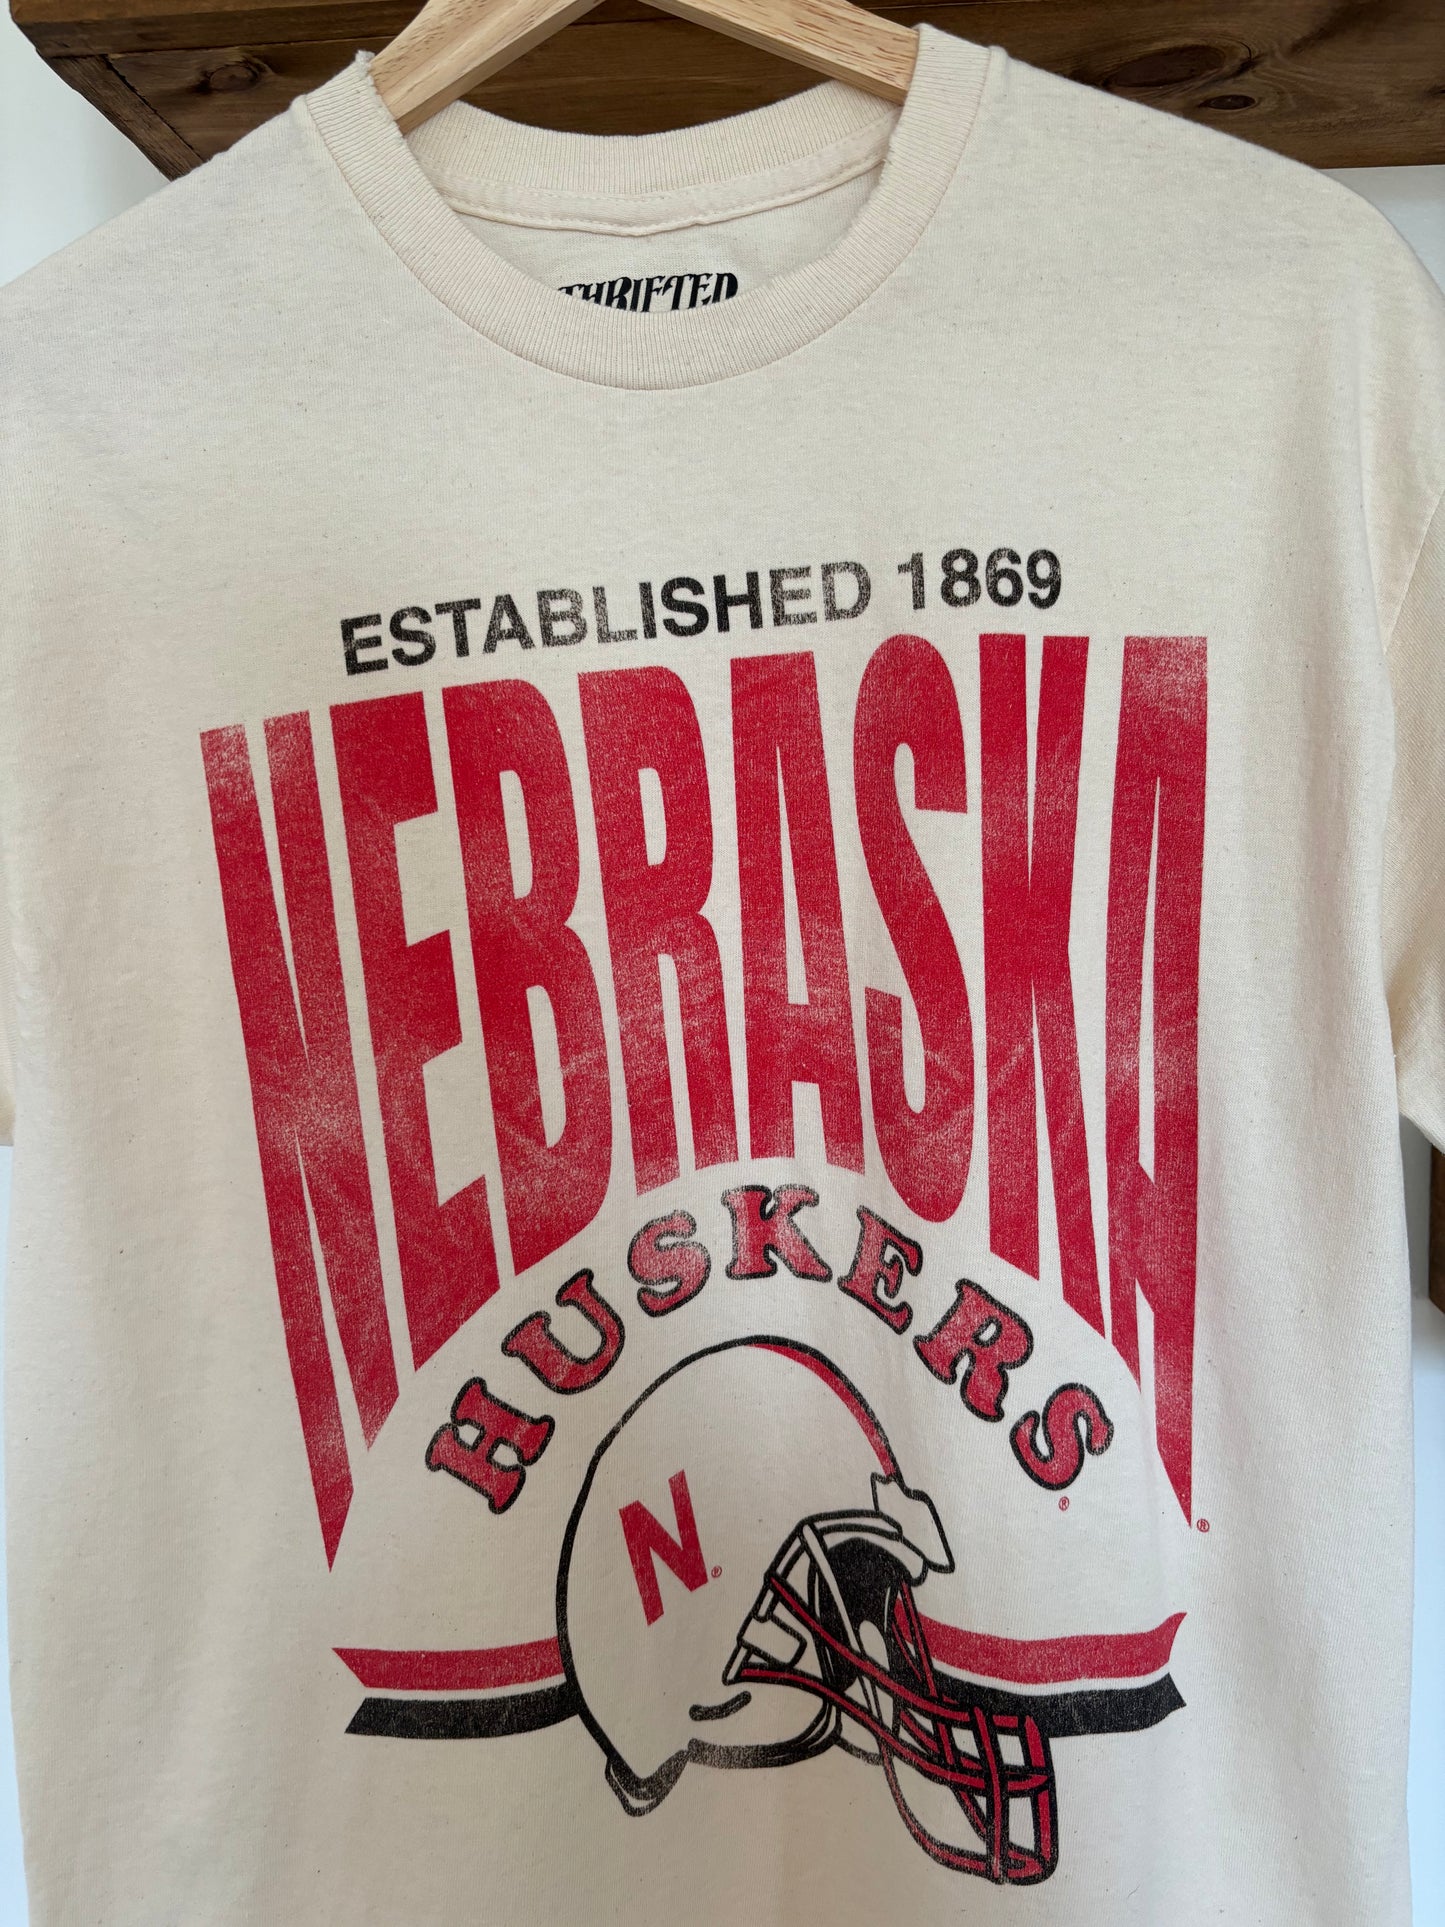 THRIFTED
ESTABLISHED 1869
NEBRASKA®
HUSKERS®
N®